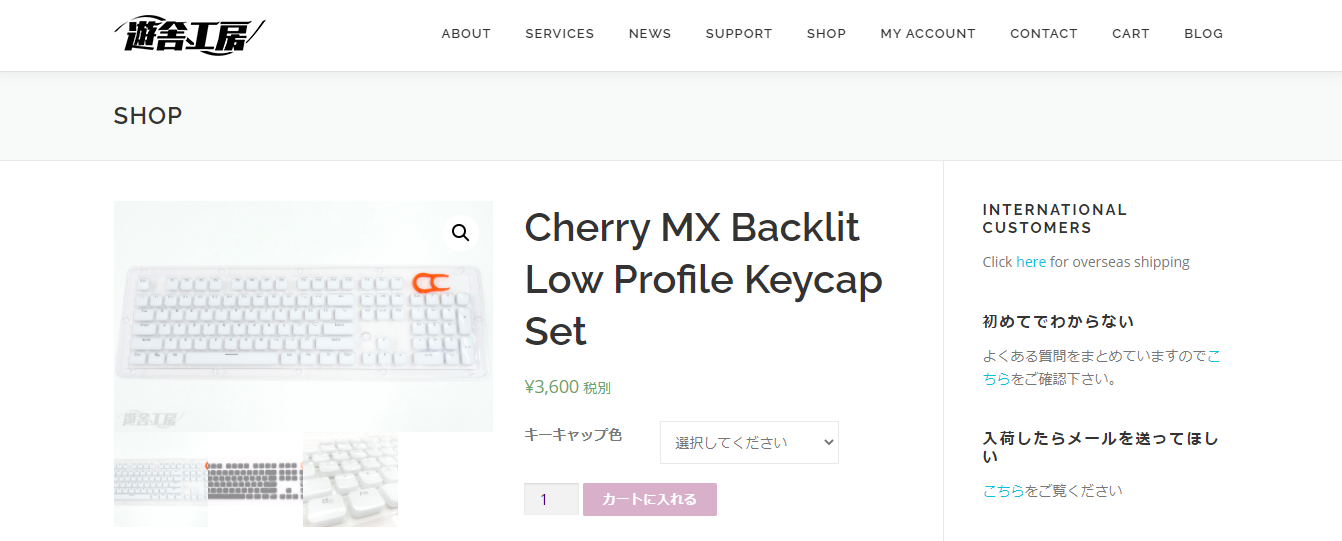 遊舎工房
ABOUT SERVICES NEWS SUPPORT SHOP MY ACCOUNT CONTACT CART BLOG
SHOP
遊舎工房
Cherry MX Backlit
Low Profile Keycap
Set
¥3,600 税別
キーキャップ色
選択してください
1
カートに入れる
INTERNATIONAL
CUSTOMERS
Click here for overseas shipping
初めてでわからない
よくある質問をまとめていますのでこ
ちらをご確認下さい。
入荷したらメールを送ってほし
い
こちらをご覧ください